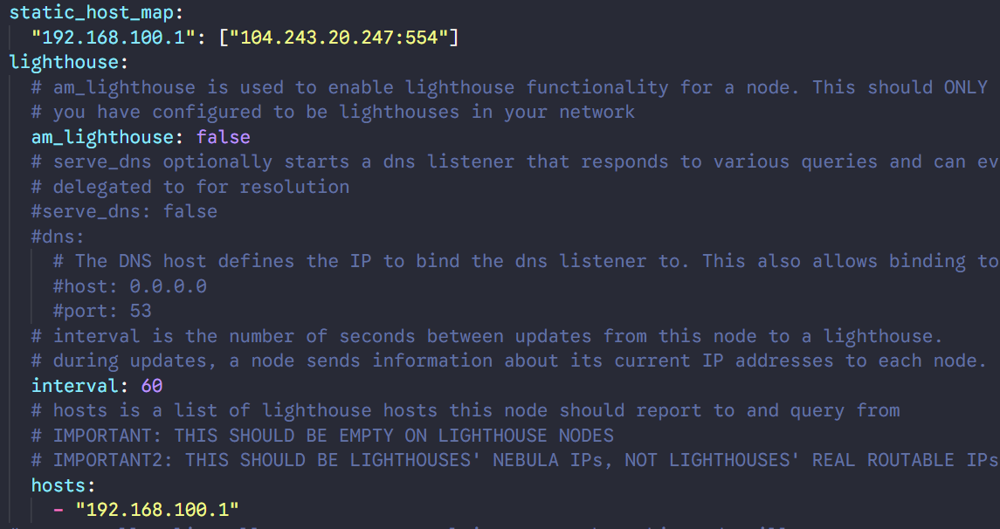 static_host_map:
"192.168.100.1": ["104.243.20.247:554"]
lighthouse:
# am_lighthouse is used to enable lighthouse functionality for a node. This should ONLY
# you have configured to be lighthouses in your network
am_lighthouse: false
# serve_dns optionally starts a dns listener that responds to various queries and can ev
# delegated to for resolution
#serve_dns: false
#dns:
# The DNS host defines the IP to bind the dns listener to. This also allows binding to
#host: 0.0.0.0
#port: 53
# interval is the number of seconds between updates from this node to a lighthouse.
# during updates, a node sends information about its current IP addresses to each node.
interval: 60
# hosts is a list of lighthouse hosts this node should report to and query from
# IMPORTANT: THIS SHOULD BE EMPTY ON LIGHTHOUSE NODES
# IMPORTANT2: THIS SHOULD BE LIGHTHOUSES' NEBULA IPs, NOT LIGHTHOUSES' REAL ROUTABLE IPs
hosts:
- "192.168.100.1"